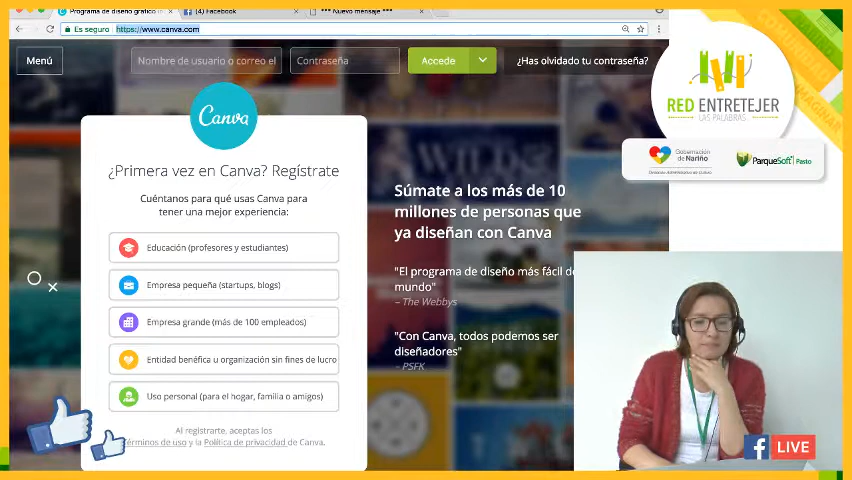 Programa de diseño gráfico in
(4) Facebook
*** Nuevo mensaje ***
Es seguro
https://www.canva.com
Menú
Nombre de usuario o correo el
Contraseña
Accede
¿Has olvidado tu contraseña?
Canva
¿Primera vez en Canva? Regístrate
Cuéntanos para qué usas Canva para
tener una mejor experiencia:
Educación (profesores y estudiantes)
Empresa pequeña (startups, blogs)
Empresa grande (más de 100 empleados)
Entidad benéfica u organización sin fines de lucro
Uso personal (para el hogar, familia o amigos)
Al registrarte, aceptas los
Términos de uso y la Política de privacidad de Canva.
Súmate a los más de 10
millones de personas que
ya diseñan con Canva
"El programa de diseño más fácil de
mundo"
– The Webbys
"Con Canva, todos podemos ser
diseñadores"
– PSFK
RED ENTRETEJER
LAS PALABRAS
Gobernación
de Nariño
ParqueSoft Pasto
LIVE